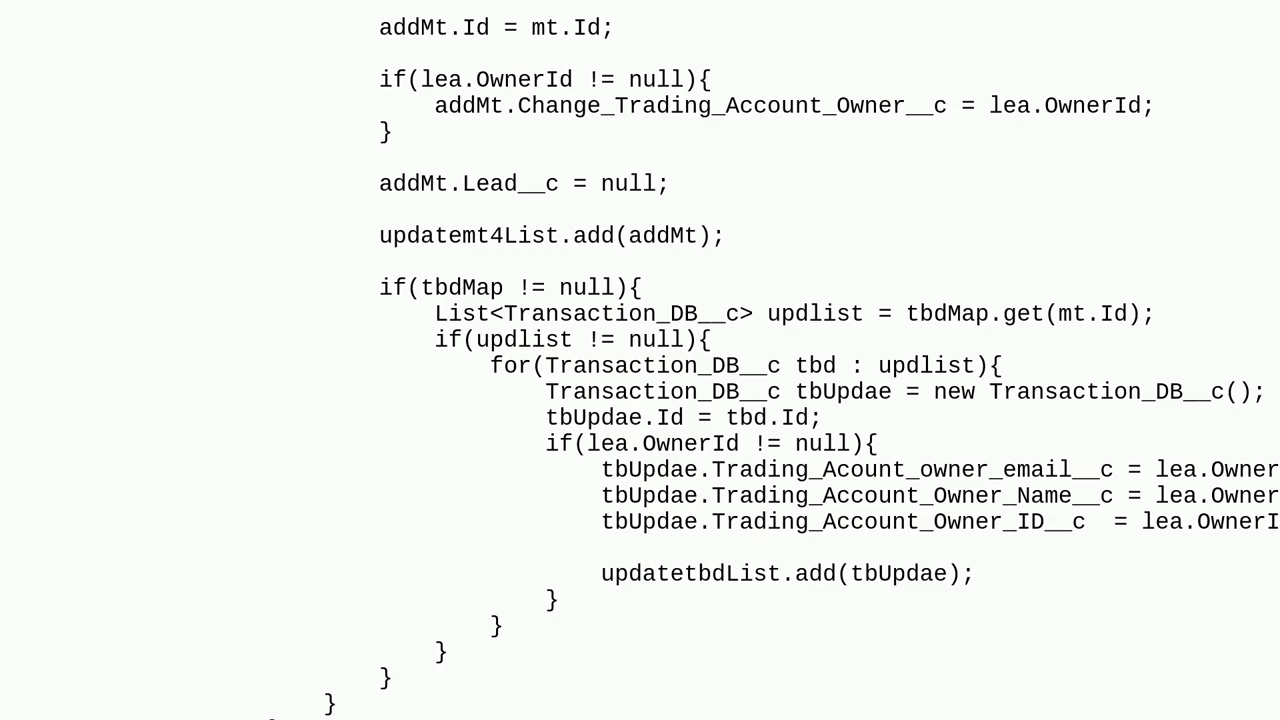 addMt.Id = mt.Id;
if(lea.OwnerId != null){
addMt.Change_Trading_Account_Owner__c = lea.OwnerId;
}
addMt.Lead__c = null;
updatemt4List.add(addMt);
if(tbdMap != null){
List<Transaction_DB__c> updlist = tbdMap.get(mt.Id);
if(updlist != null){
for(Transaction_DB__c tbd : updlist){
Transaction_DB__c tbUpdae = new Transaction_DB__c();
tbUpdae.Id = tbd.Id;
if(lea.OwnerId != null){
tbUpdae.Trading_Acount_owner_email__c = lea.Owner
tbUpdae.Trading_Account_Owner_Name__c = lea.Owner
tbUpdae.Trading_Account_Owner_ID__c  = lea.OwnerI
updatetbdList.add(tbUpdae);
}
}
}
}
}